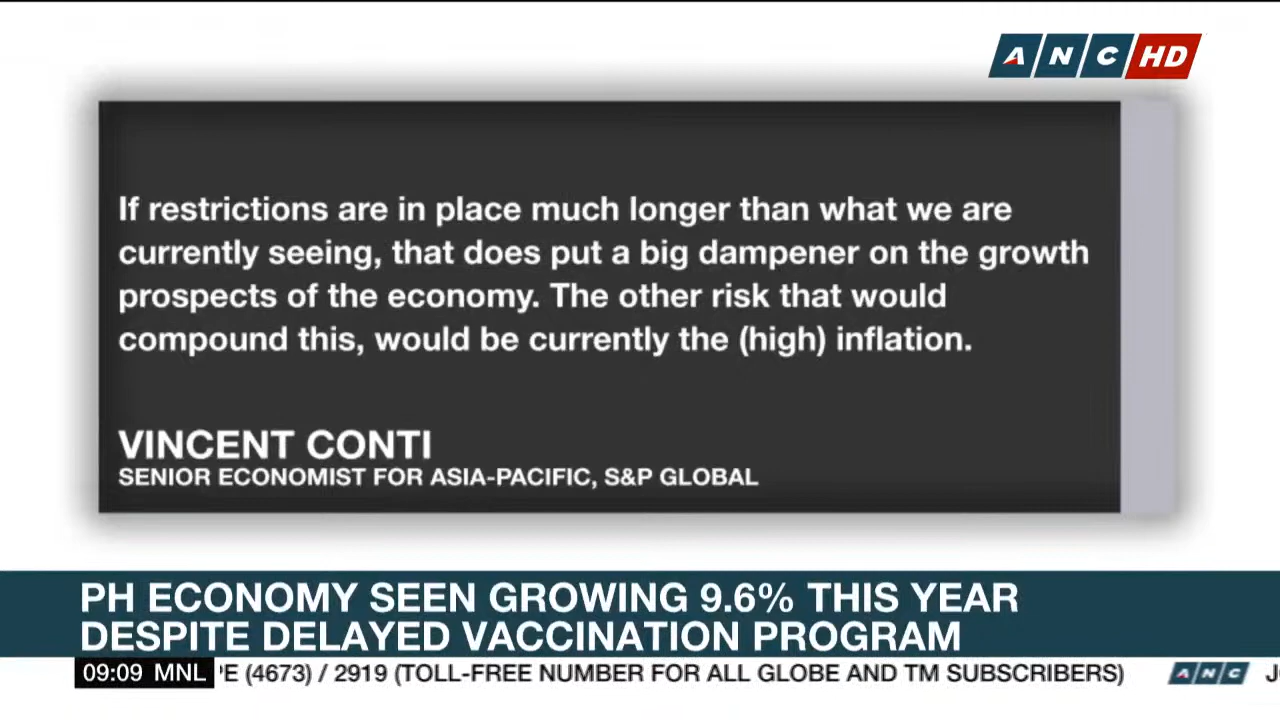 ANC HD
If restrictions are in place much longer than what we are
currently seeing, that does put a big dampener on the growth
prospects of the economy. The other risk that would
compound this, would be currently the (high) inflation.
VINCENT CONTI
SENIOR ECONOMIST FOR ASIA-PACIFIC, S&P GLOBAL
PH ECONOMY SEEN GROWING 9.6% THIS YEAR
DESPITE DELAYED VACCINATION PROGRAM
09:09 MNL 'E (4673) / 2919 (TOLL-FREE NUMBER FOR ALL GLOBE AND TM SUBSCRIBERS) ANC